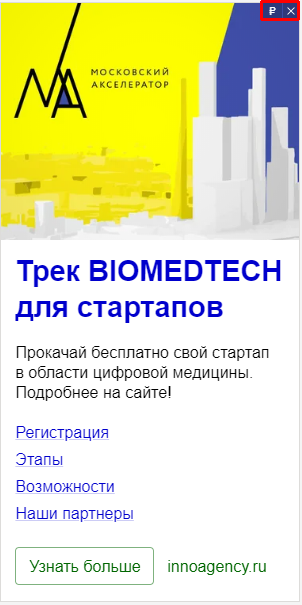 ₽ ×
МА
МОСКОВСКИЙ
АКСЕЛЕРАТОР
Трек BIOMEDTECH
для стартапов
Прокачай бесплатно свой стартап
в области цифровой медицины.
Подробнее на сайте!
Регистрация
Этапы
Возможности
Наши партнеры
Узнать больше innoagency.ru